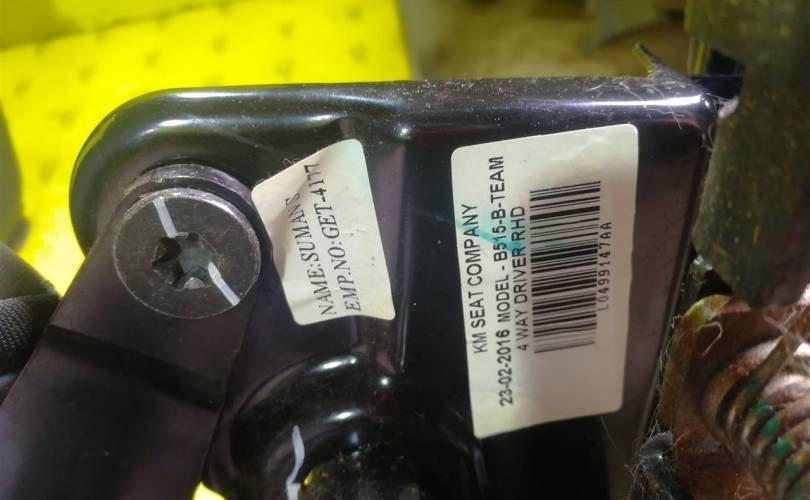 NAME:SUMAN S
EMP.NO:GET-4177
KM SEAT COMPANY
23-02-2016 MODEL - B515-B-TEAM
4 WAY DRIVER RHD
L0499147AA